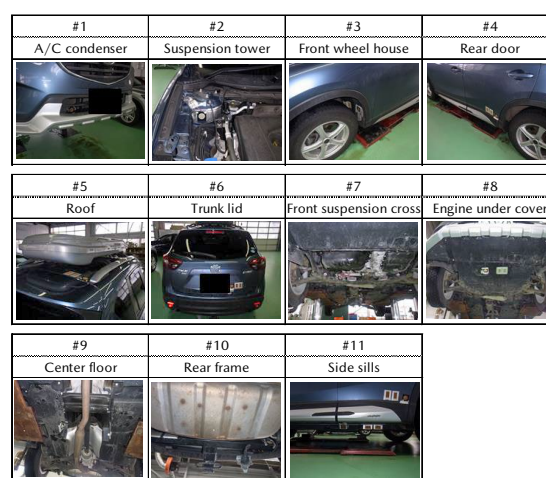 #1 #2 #3 #4
A/C condenser Suspension tower Front wheel house Rear door
#5 #6 #7 #8
Roof Trunk lid Front suspension cross Engine under cover
#9 #10 #11
Center floor Rear frame Side sills